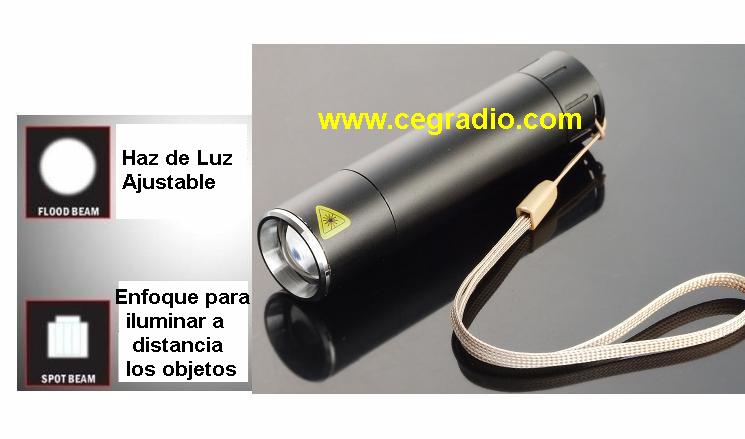 www.cegradio.com
Haz de Luz
Ajustable
FLOOD BEAM
Enfoque para
iluminar a
distancia
los objetos
SPOT BEAM